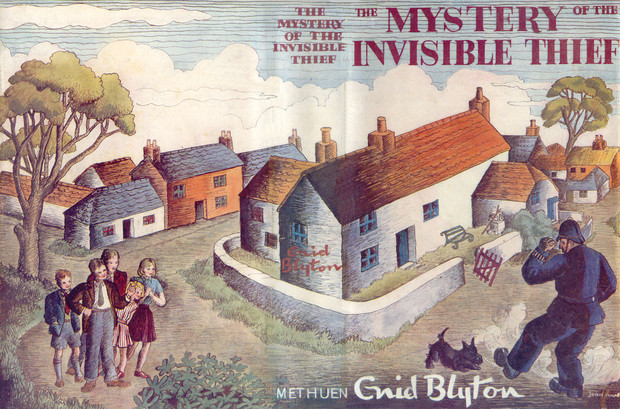 THE
MYSTERY
OF THE
INVISIBLE
THIEF
THE MYSTERY OF THE
INVISIBLE THIEF
Enid
Blyton
METHUEN Enid Blyton